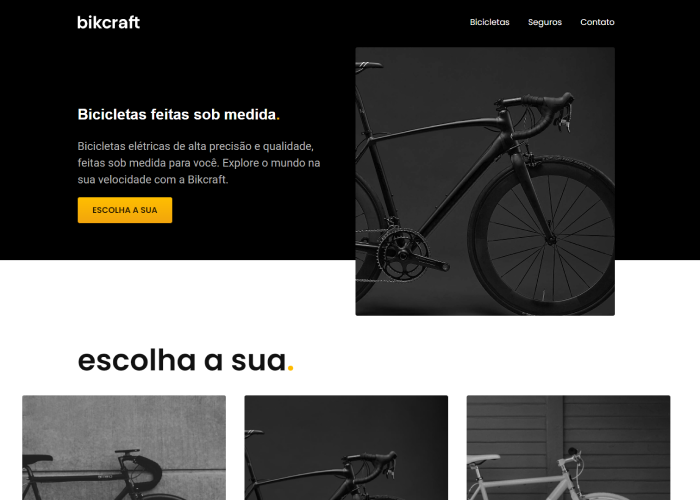 bikcraft
Bicicletas
Seguros
Contato
Bicicletas feitas sob medida.
Bicicletas elétricas de alta precisão e qualidade,
feitas sob medida para você. Explore o mundo na
sua velocidade com a Bikcraft.
ESCOLHA A SUA
escolha a sua.